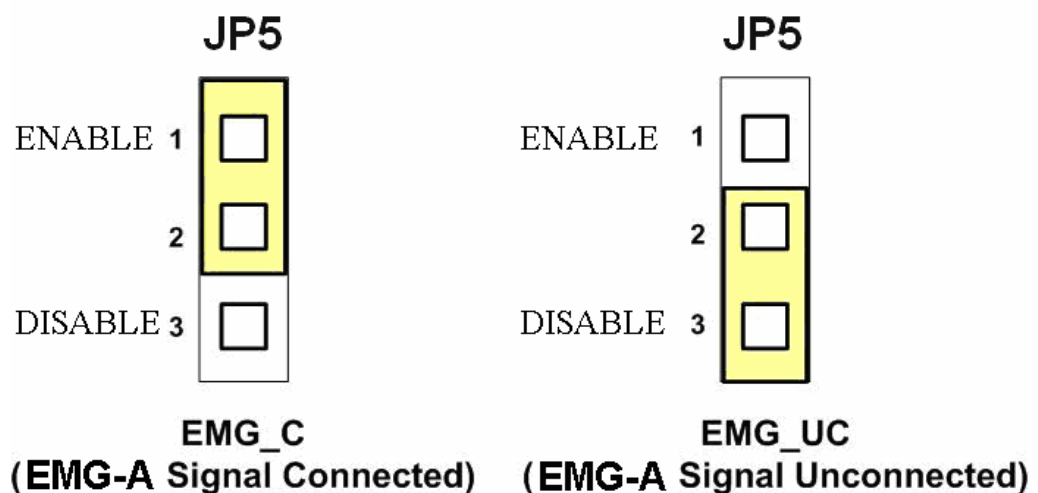 JP5
ENABLE 1
2
DISABLE 3
EMG_C
(EMG-A Signal Connected)
JP5
ENABLE 1
2
DISABLE 3
EMG_UC
(EMG-A Signal Unconnected)